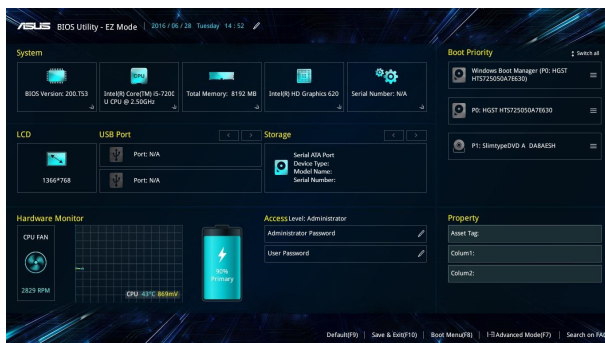 ASUS BIOS Utility - EZ Mode 2016 / 06 / 28 Tuesday 14 : 52
System
BIOS Version: 200.T53
Intel(R) Core(TM) i5-7200
U CPU @ 2.50GHz
CPU
Total Memory: 8192 MB
Intel(R) HD Graphics 620
Serial Number: N/A
Boot Priority
Switch all
Windows Boot Manager (P0: HGST
HTS725050A7E630)
P0: HGST HTS725050A7E630
P1: SlimtypeDVD A DA8AESH
LCD
1366*768
USB Port
Port: N/A
Port: N/A
Storage
Serial ATA Port
Device Type:
Model Name:
Serial Number:
Hardware Monitor
CPU FAN
2829 RPM
CPU 43°C 869mV
90%
Primary
Access Level: Administrator
Administrator Password
User Password
Property
Asset Tag:
Colum1:
Colum2:
Default(F9) Save & Exit(F10) Boot Menu(F8) Advanced Mode(F7) Search on FAQ